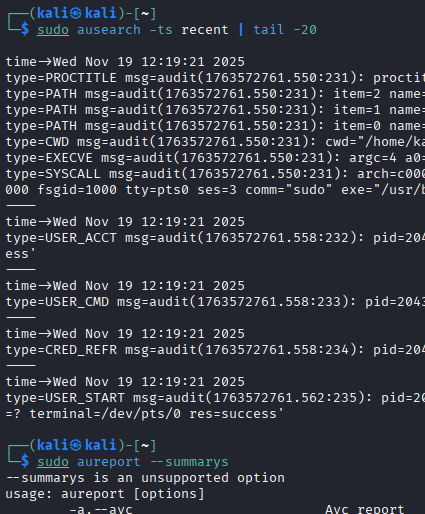 ┌──(kali㉿kali)-[~]
└─$ sudo ausearch -ts recent | tail -20
time→Wed Nov 19 12:19:21 2025
type=PROCTITLE msg=audit(1763572761.550:231): proctit
type=PATH msg=audit(1763572761.550:231): item=2 name=
type=PATH msg=audit(1763572761.550:231): item=1 name=
type=PATH msg=audit(1763572761.550:231): item=0 name=
type=CWD msg=audit(1763572761.550:231): cwd="/home/ka
type=EXECVE msg=audit(1763572761.550:231): argc=4 a0=
type=SYSCALL msg=audit(1763572761.550:231): arch=c000
000 fsgid=1000 tty=pts0 ses=3 comm="sudo" exe="/usr/b
----
time→Wed Nov 19 12:19:21 2025
type=USER_ACCT msg=audit(1763572761.558:232): pid=204
ess'
----
time→Wed Nov 19 12:19:21 2025
type=USER_CMD msg=audit(1763572761.558:233): pid=2043
----
time→Wed Nov 19 12:19:21 2025
type=CRED_REFR msg=audit(1763572761.558:234): pid=204
----
time→Wed Nov 19 12:19:21 2025
type=USER_START msg=audit(1763572761.562:235): pid=20
=? terminal=/dev/pts/0 res=success'
┌──(kali㉿kali)-[~]
└─$ sudo aureport --summarys
--summarys is an unsupported option
usage: aureport [options]
-a,--avc Avc report